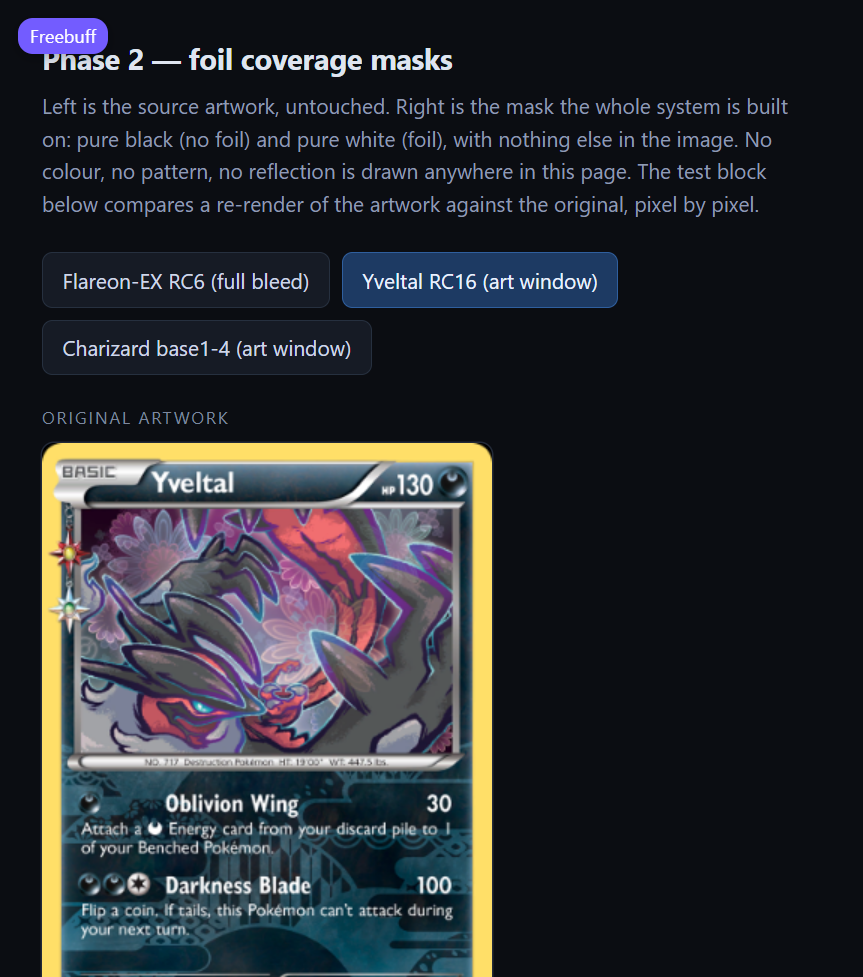 Freebuff
Phase 2 — foil coverage masks
Left is the source artwork, untouched. Right is the mask the whole system is built
on: pure black (no foil) and pure white (foil), with nothing else in the image. No
colour, no pattern, no reflection is drawn anywhere in this page. The test block
below compares a re-render of the artwork against the original, pixel by pixel.
Flareon-EX RC6 (full bleed)
Yveltal RC16 (art window)
Charizard base1-4 (art window)
ORIGINAL ARTWORK
BASIC
Yveltal
HP 130
NO. 717 Destruction Pokémon HT: 19'00" WT: 447.5 lbs.
Oblivion Wing 30
Attach a Energy card from your discard pile to 1
of your Benched Pokémon.
Darkness Blade 100
Flip a coin. If tails, this Pokémon can't attack during
your next turn.